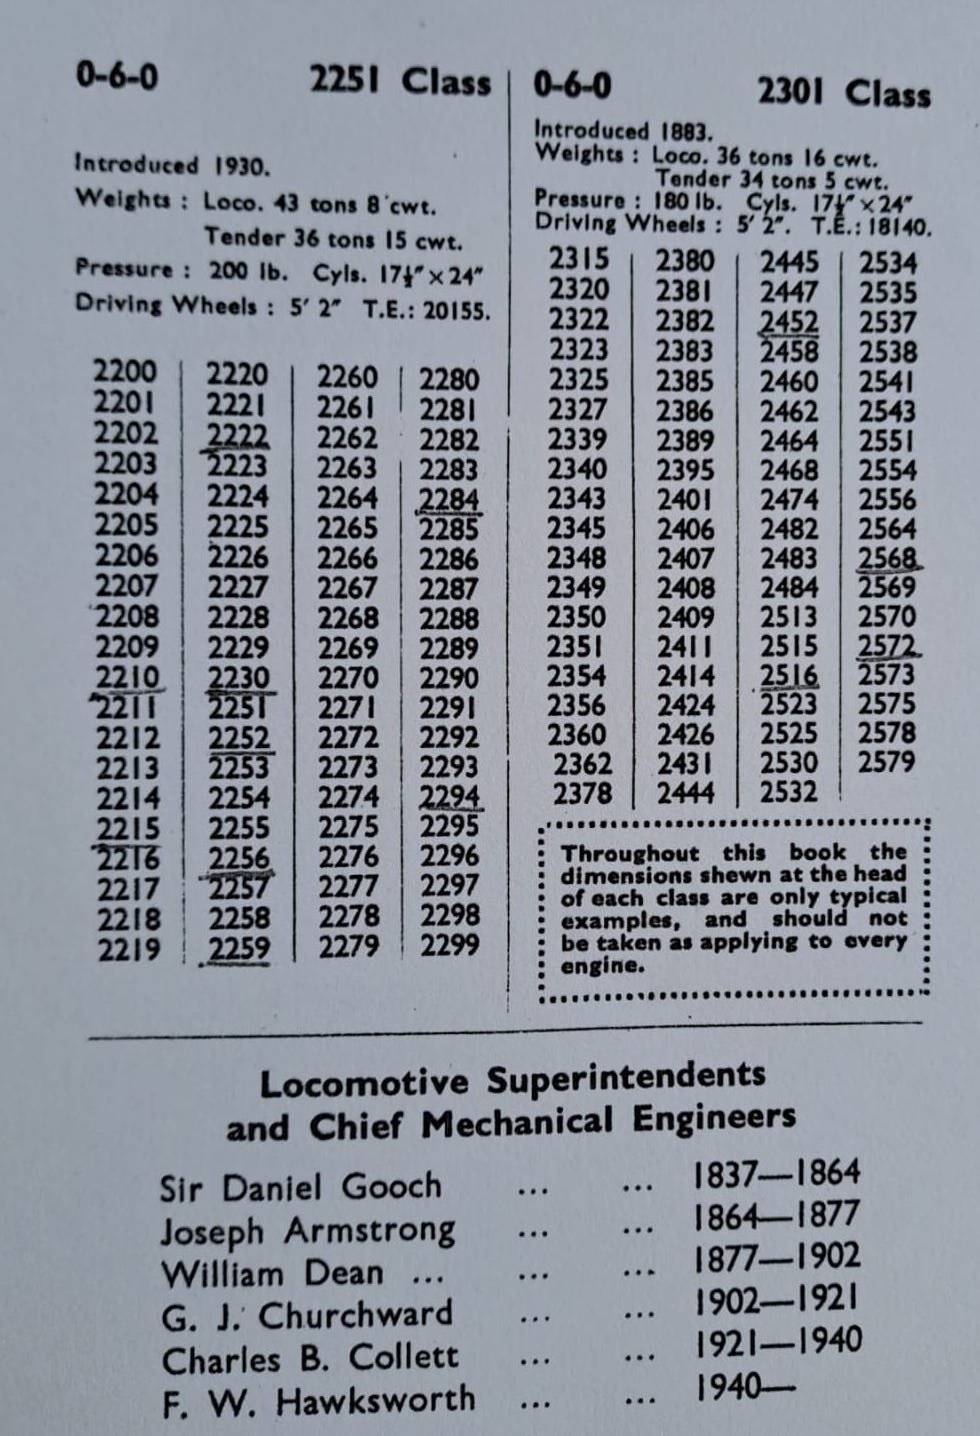 0-6-0 2251 Class
Introduced 1930.
Weights : Loco. 43 tons 8 cwt.
Tender 36 tons 15 cwt.
Pressure : 200 lb. Cyls. 17½″ × 24″
Driving Wheels : 5′ 2″ T.E.: 20155.
2200 2220 2260 2280
2201 2221 2261 2281
2202 2222 2262 2282
2203 2223 2263 2283
2204 2224 2264 2284
2205 2225 2265 2285
2206 2226 2266 2286
2207 2227 2267 2287
2208 2228 2268 2288
2209 2229 2269 2289
2210 2230 2270 2290
2211 2251 2271 2291
2212 2252 2272 2292
2213 2253 2273 2293
2214 2254 2274 2294
2215 2255 2275 2295
2216 2256 2276 2296
2217 2257 2277 2297
2218 2258 2278 2298
2219 2259 2279 2299
0-6-0 2301 Class
Introduced 1883.
Weights : Loco. 36 tons 16 cwt.
Tender 34 tons 5 cwt.
Pressure : 180 lb. Cyls. 17½″ × 24″
Driving Wheels : 5′ 2″. T.E.: 18140.
2315 2380 2445 2534
2320 2381 2447 2535
2322 2382 2452 2537
2323 2383 2458 2538
2325 2385 2460 2541
2327 2386 2462 2543
2339 2389 2464 2551
2340 2395 2468 2554
2343 2401 2474 2556
2345 2406 2482 2564
2348 2407 2483 2568
2349 2408 2484 2569
2350 2409 2513 2570
2351 2411 2515 2572
2354 2414 2516 2573
2356 2424 2523 2575
2360 2426 2525 2578
2362 2431 2530 2579
2378 2444 2532
Throughout this book the
dimensions shewn at the head
of each class are only typical
examples, and should not
be taken as applying to every
engine.
Locomotive Superintendents
and Chief Mechanical Engineers
Sir Daniel Gooch ... ... 1837—1864
Joseph Armstrong ... ... 1864—1877
William Dean ... ... ... 1877—1902
G. J. Churchward ... ... 1902—1921
Charles B. Collett ... ... 1921—1940
F. W. Hawksworth ... ... 1940—